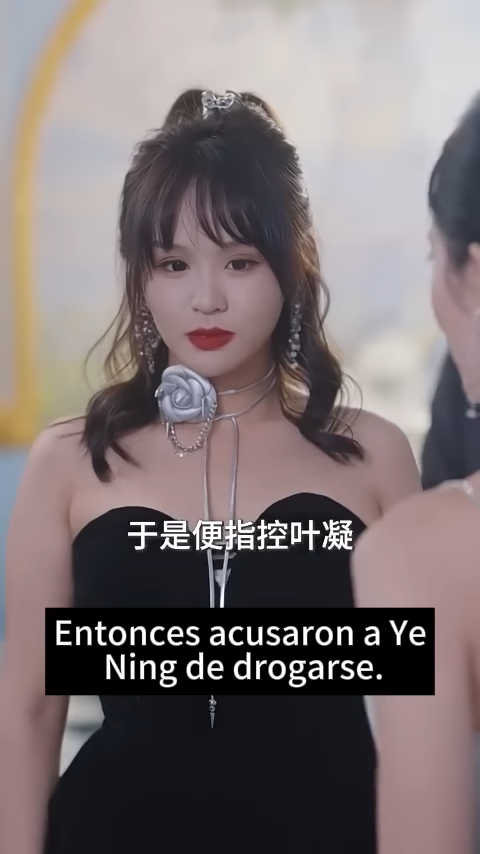 于是便指控叶凝
Entonces acusaron a Ye
Ning de drogarse.